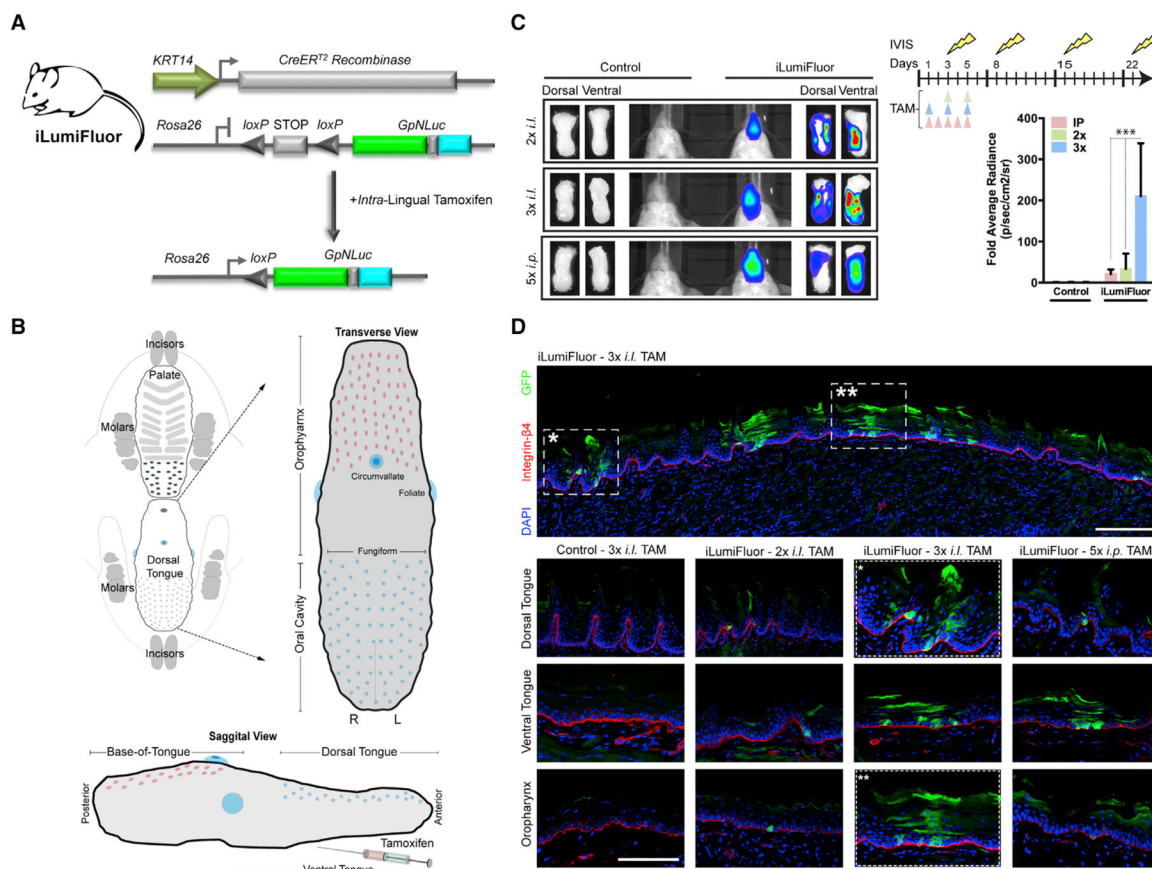 A
KRT14
CreER^T2 Recombinase
iLumiFluor
Rosa26
loxP STOP loxP
GpNLuc
+Intra-Lingual Tamoxifen
Rosa26
loxP
GpNLuc
B
Incisors
Palate
Molars
Dorsal
Tongue
Molars
Incisors
Transverse View
Oropharynx
Circumvallate
Foliate
Fungiform
Oral Cavity
R L
Saggital View
Base-of-Tongue
Dorsal Tongue
Posterior
Anterior
Tamoxifen
Ventral Tongue
C
Control
iLumiFluor
Dorsal Ventral
Dorsal Ventral
2x i.l.
3x i.l.
5x i.p.
IVIS
Days 1 3 5 8 15 22
TAM
Fold Average Radiance
(p/sec/cm2/sr)
400
300
200
100
0
IP
2x
3x
***
Control iLumiFluor
D
iLumiFluor - 3x i.l. TAM
GFP
Integrin-β4
DAPI
*
**
Control - 3x i.l. TAM
iLumiFluor - 2x i.l. TAM
iLumiFluor - 3x i.l. TAM
iLumiFluor - 5x i.p. TAM
Dorsal Tongue
*
Ventral Tongue
Oropharynx
**